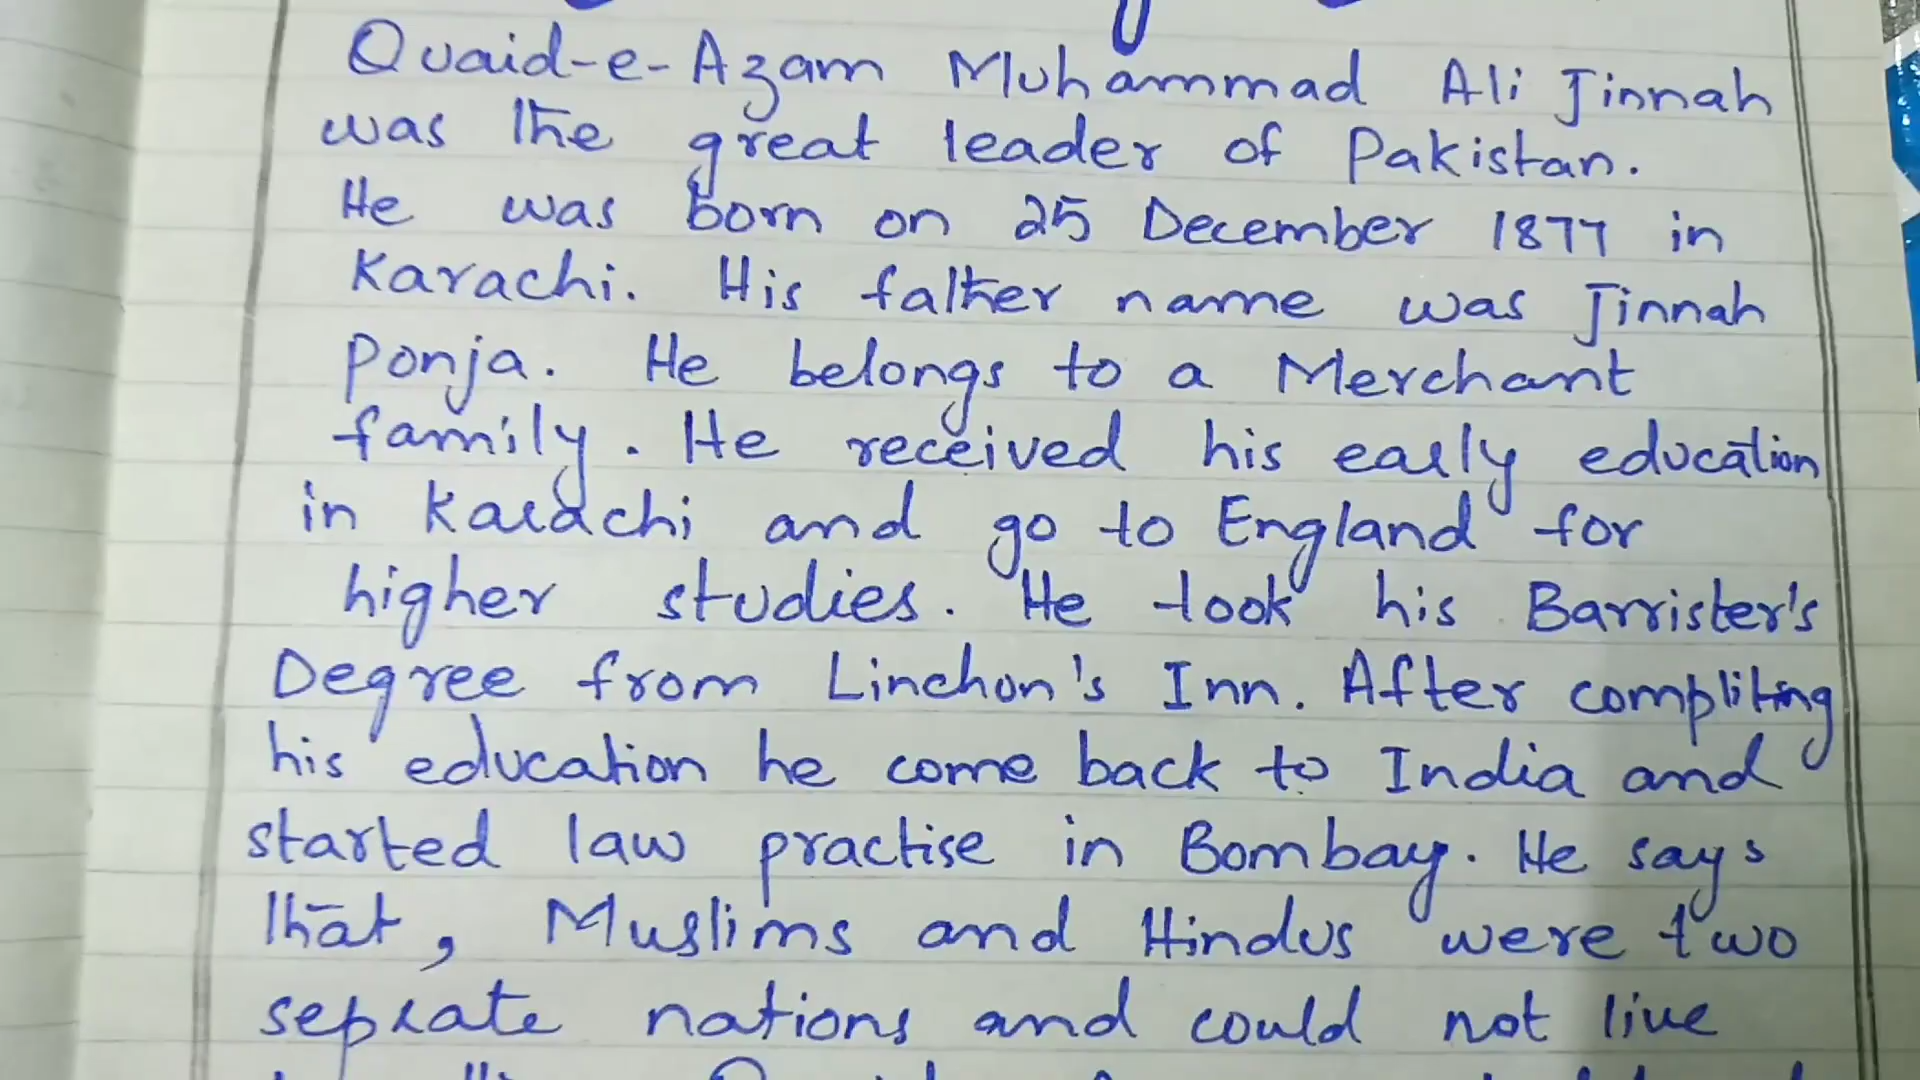 Quaid-e-Azam Muhammad Ali Jinnah
was the great leader of Pakistan.
He was born on 25 December 1877 in
Karachi. His father name was Jinnah
Ponja. He belongs to a Merchant
family. He received his early education
in Karachi and go to England for
higher studies. He took his Barrister's
Degree from Linchon's Inn. After compliting
his education he come back to India and
started law practise in Bombay. He says
that, Muslims and Hindus were two
seprate nations and could not live